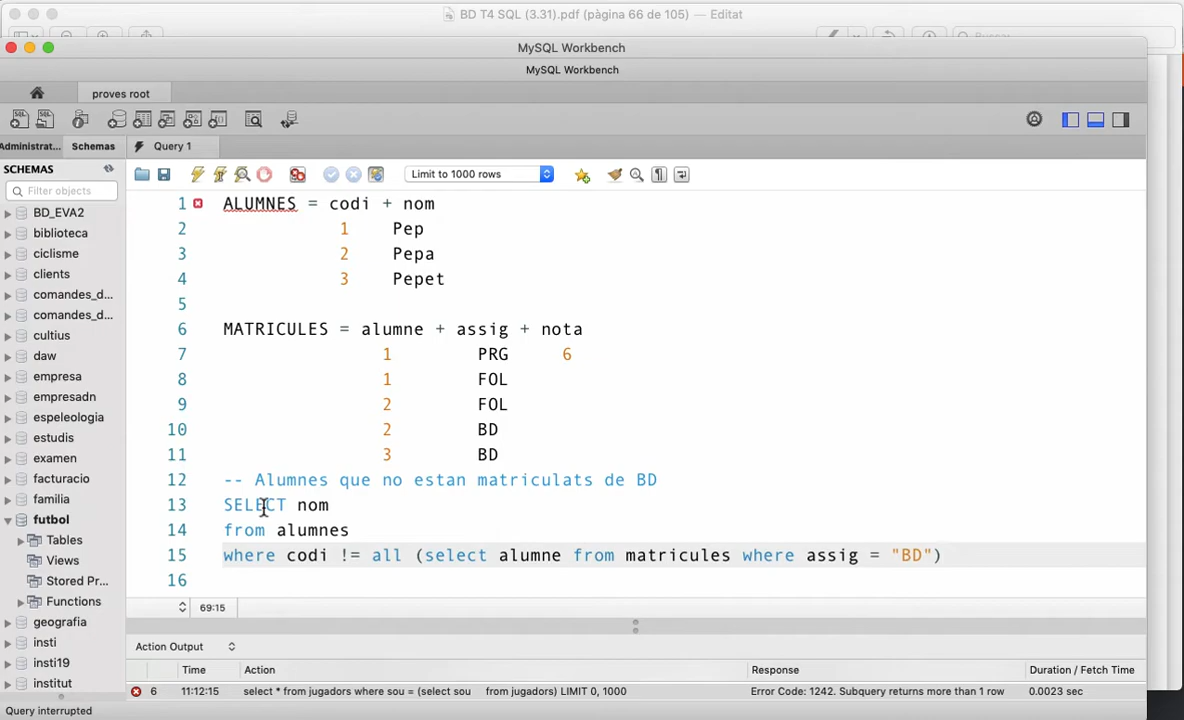 BD T4 SQL (3.31).pdf (pàgina 66 de 105) — Editat
MySQL Workbench
MySQL Workbench
proves root
Administrat... Schemas Query 1
SCHEMAS
Limit to 1000 rows
Filter objects
BD_EVA2
biblioteca
ciclisme
clients
comandes_d...
comandes_d...
cultius
daw
empresa
empresadn
espeleologia
estudis
examen
facturacio
familia
futbol
Tables
Views
Stored Pr...
Functions
geografia
insti
insti19
institut
1 ALUMNES = codi + nom
2 1 Pep
3 2 Pepa
4 3 Pepet
5
6 MATRICULES = alumne + assig + nota
7 1 PRG 6
8 1 FOL
9 2 FOL
10 2 BD
11 3 BD
12 -- Alumnes que no estan matriculats de BD
13 SELECT nom
14 from alumnes
15 where codi != all (select alumne from matricules where assig = "BD")
16
69:15
Action Output
Time Action Response Duration / Fetch Time
6 11:12:15 select * from jugadors where sou = (select sou from jugadors) LIMIT 0, 1000 Error Code: 1242. Subquery returns more than 1 row 0.0023 sec
Query interrupted